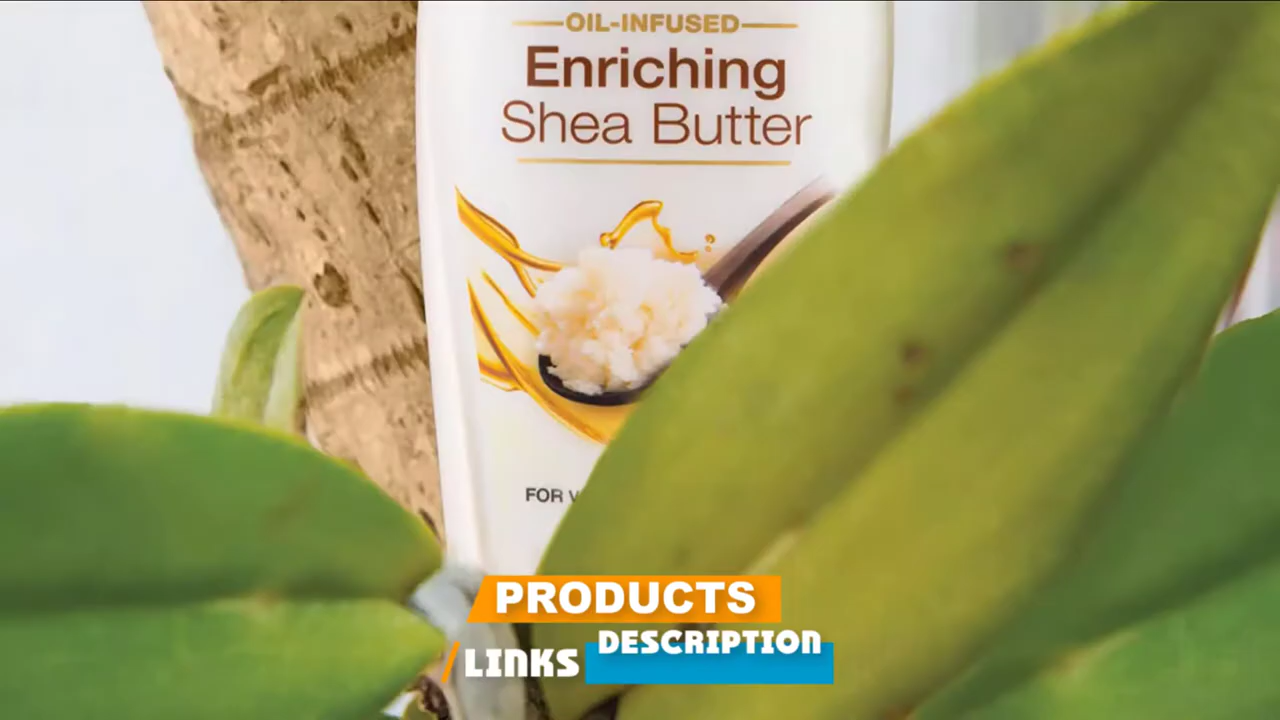 OIL-INFUSED
Enriching
Shea Butter
FOR
PRODUCTS
LINKS DESCRIPTION